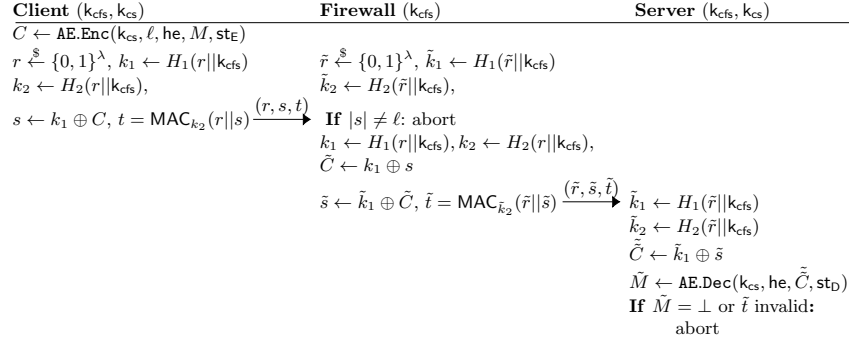 Client (k_cfs, k_cs) Firewall (k_cfs) Server (k_cfs, k_cs)
C ← AE.Enc(k_cs, ℓ, he, M, st_E)
r ←$ {0,1}^λ, k_1 ← H_1(r||k_cfs) r̃ ←$ {0,1}^λ, k̃_1 ← H_1(r̃||k_cfs)
k_2 ← H_2(r||k_cfs), k̃_2 ← H_2(r̃||k_cfs),
s ← k_1 ⊕ C, t = MAC_{k_2}(r||s) (r, s, t) If |s| ≠ ℓ: abort
k_1 ← H_1(r||k_cfs), k_2 ← H_2(r||k_cfs),
C̃ ← k_1 ⊕ s
s̃ ← k̃_1 ⊕ C̃, t̃ = MAC_{k̃_2}(r̃||s̃) (r̃, s̃, t̃) k̃_1 ← H_1(r̃||k_cfs)
k̃_2 ← H_2(r̃||k_cfs)
C̃̃ ← k̃_1 ⊕ s̃
M̃ ← AE.Dec(k_cs, he, C̃̃, st_D)
If M̃ = ⊥ or t̃ invalid:
abort